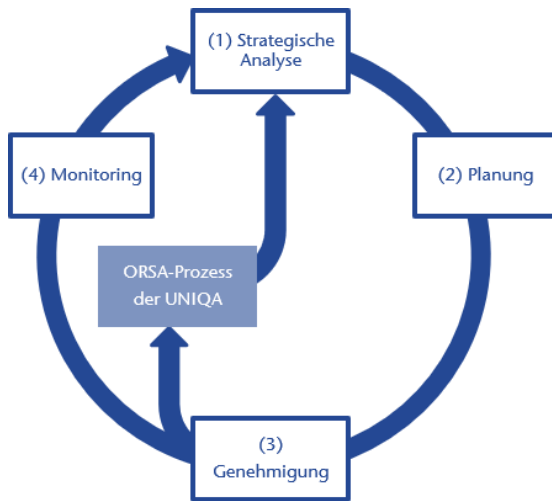 (1) Strategische
Analyse
(2) Planung
(4) Monitoring
ORSA-Prozess
der UNIQA
(3)
Genehmigung